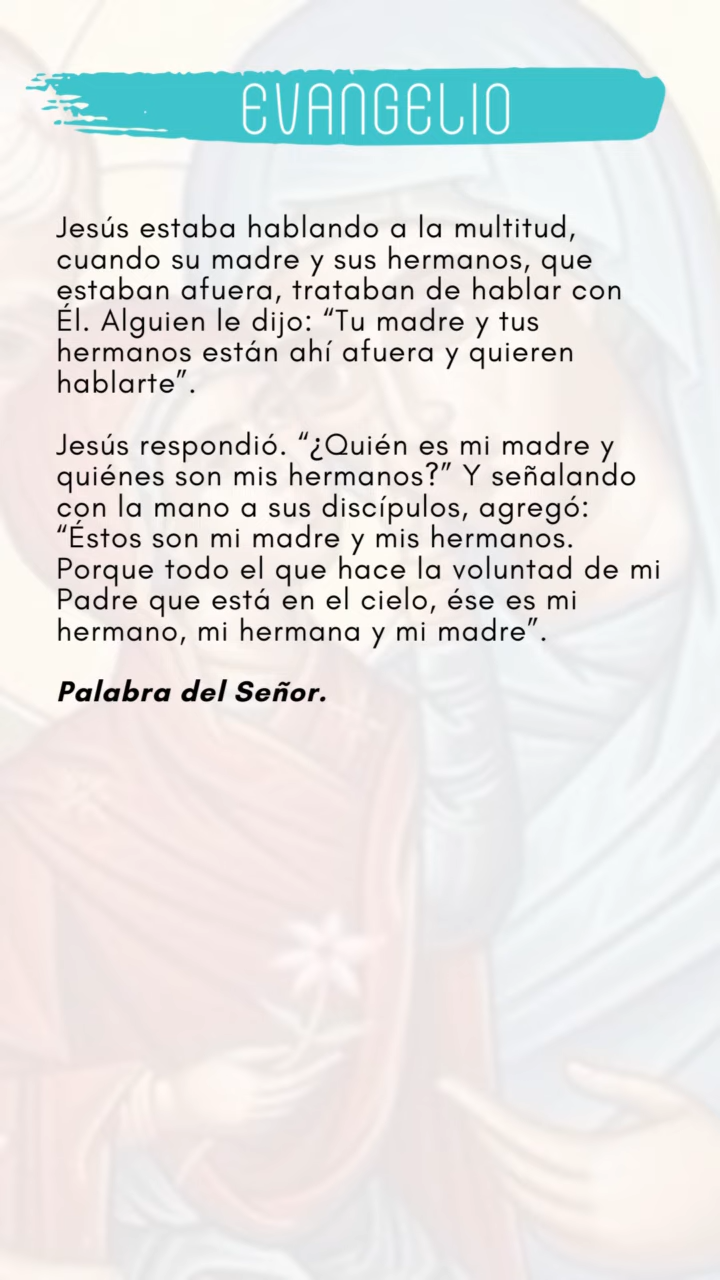 EVANGELIO
Jesús estaba hablando a la multitud,
cuando su madre y sus hermanos, que
estaban afuera, trataban de hablar con
Él. Alguien le dijo: “Tu madre y tus
hermanos están ahí afuera y quieren
hablarte”.
Jesús respondió. “¿Quién es mi madre y
quiénes son mis hermanos?” Y señalando
con la mano a sus discípulos, agregó:
“Éstos son mi madre y mis hermanos.
Porque todo el que hace la voluntad de mi
Padre que está en el cielo, ése es mi
hermano, mi hermana y mi madre”.
Palabra del Señor.